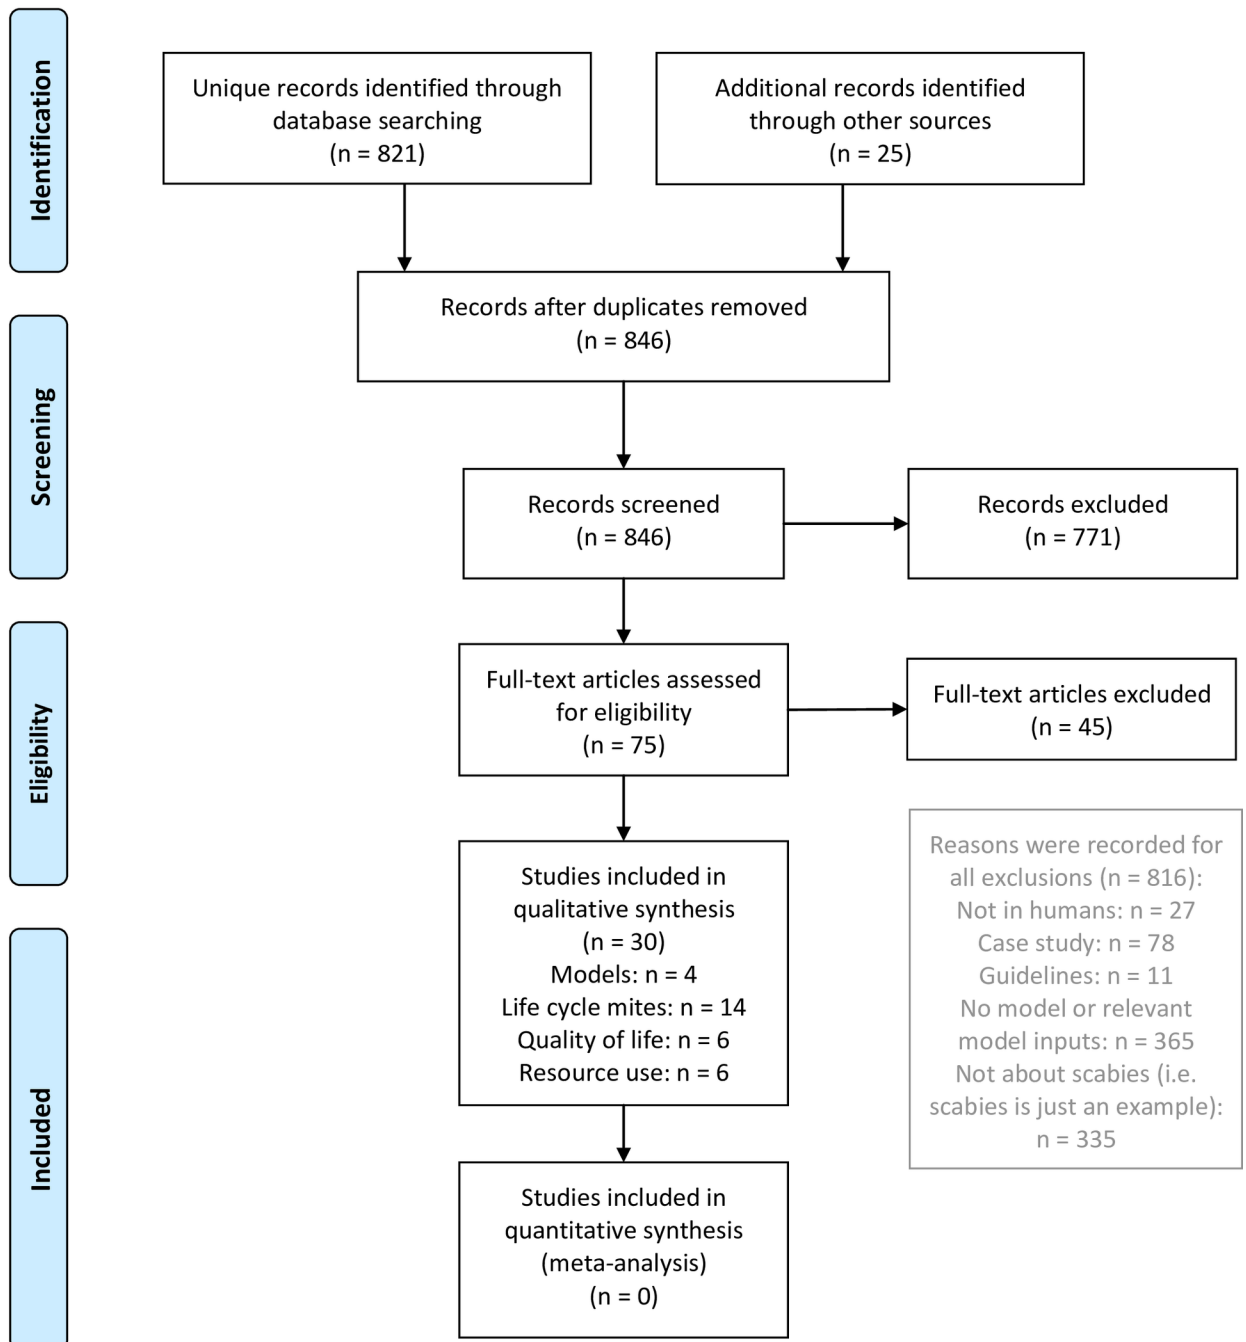 Identification
Unique records identified through
database searching
(n = 821)
Additional records identified
through other sources
(n = 25)
Records after duplicates removed
(n = 846)
Screening
Records screened
(n = 846)
Records excluded
(n = 771)
Eligibility
Full-text articles assessed
for eligibility
(n = 75)
Full-text articles excluded
(n = 45)
Reasons were recorded for
all exclusions (n = 816):
Not in humans: n = 27
Case study: n = 78
Guidelines: n = 11
No model or relevant
model inputs: n = 365
Not about scabies (i.e.
scabies is just an example):
n = 335
Included
Studies included in
qualitative synthesis
(n = 30)
Models: n = 4
Life cycle mites: n = 14
Quality of life: n = 6
Resource use: n = 6
Studies included in
quantitative synthesis
(meta-analysis)
(n = 0)